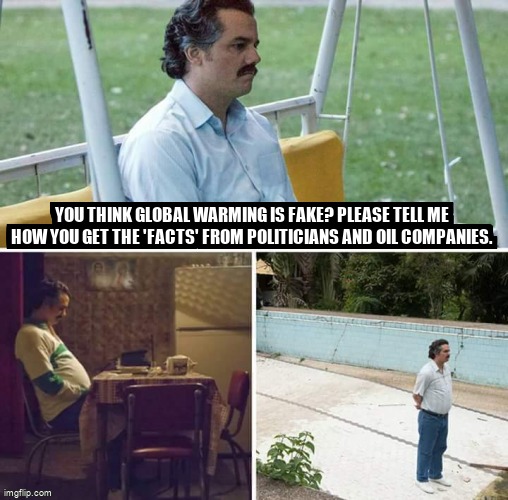 YOU THINK GLOBAL WARMING IS FAKE? PLEASE TELL ME
HOW YOU GET THE 'FACTS' FROM POLITICIANS AND OIL COMPANIES.
imgflip.com